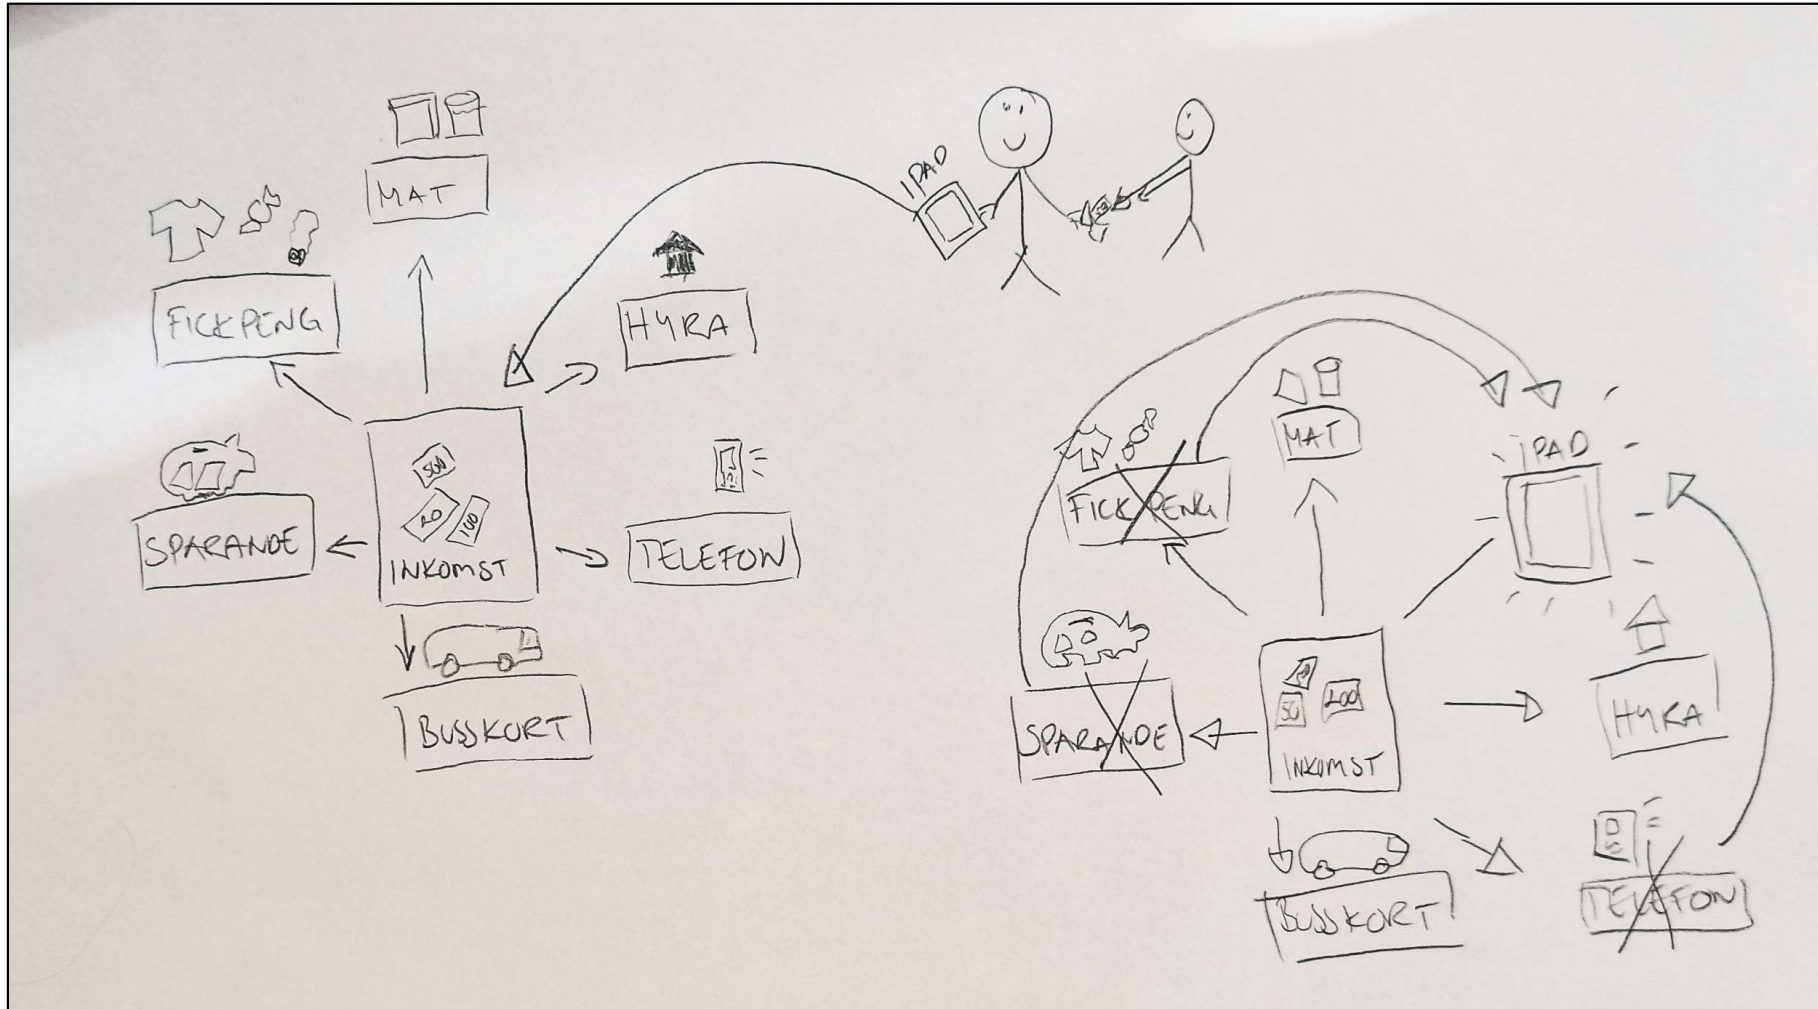 MAT
IPAD
FICKPENG
HYRA
SPARANDE
500
20
100
INKOMST
TELEFON
BUSSKORT
MAT
IPAD
FICKPENG
SPARANDE
50
200
INKOMST
HYRA
BUSSKORT
TELEFON